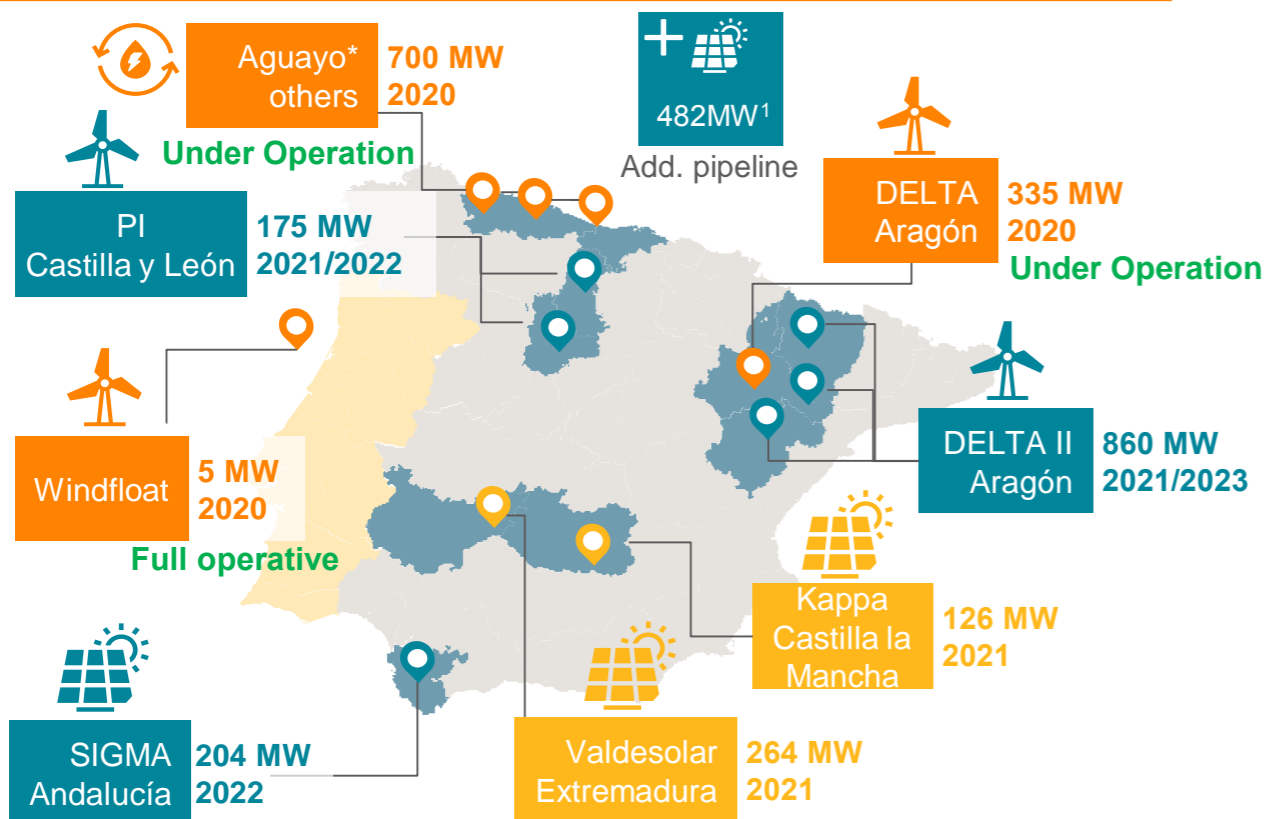 Aguayo*
others
700 MW
2020
Under Operation
482MW¹
Add. pipeline
DELTA
Aragón
335 MW
2020
Under Operation
PI
Castilla y León
175 MW
2021/2022
Windfloat
5 MW
2020
Full operative
DELTA II
Aragón
860 MW
2021/2023
Kappa
Castilla la
Mancha
126 MW
2021
SIGMA
Andalucía
204 MW
2022
Valdesolar
Extremadura
264 MW
2021